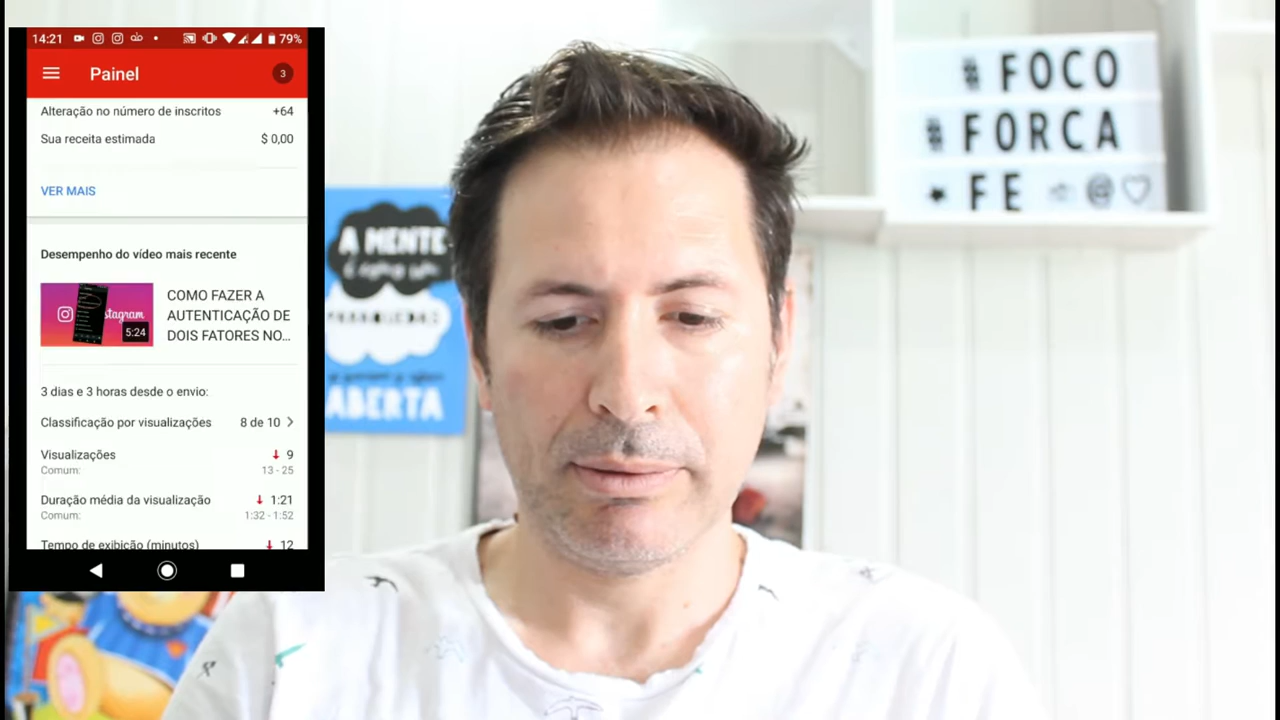 14:21
79%
Painel
3
Alteração no número de inscritos +64
Sua receita estimada $ 0,00
VER MAIS
Desempenho do vídeo mais recente
stagram
5:24
COMO FAZER A
AUTENTICAÇÃO DE
DOIS FATORES NO...
3 dias e 3 horas desde o envio:
Classificação por visualizações 8 de 10 >
Visualizações ↓ 9
Comum: 13 - 25
Duração média da visualização ↓ 1:21
Comum: 1:32 - 1:52
Tempo de exibição (minutos) ↓ 12
A MENTE
ABERTA
# FOCO
# FORCA
★ FE @ ♡